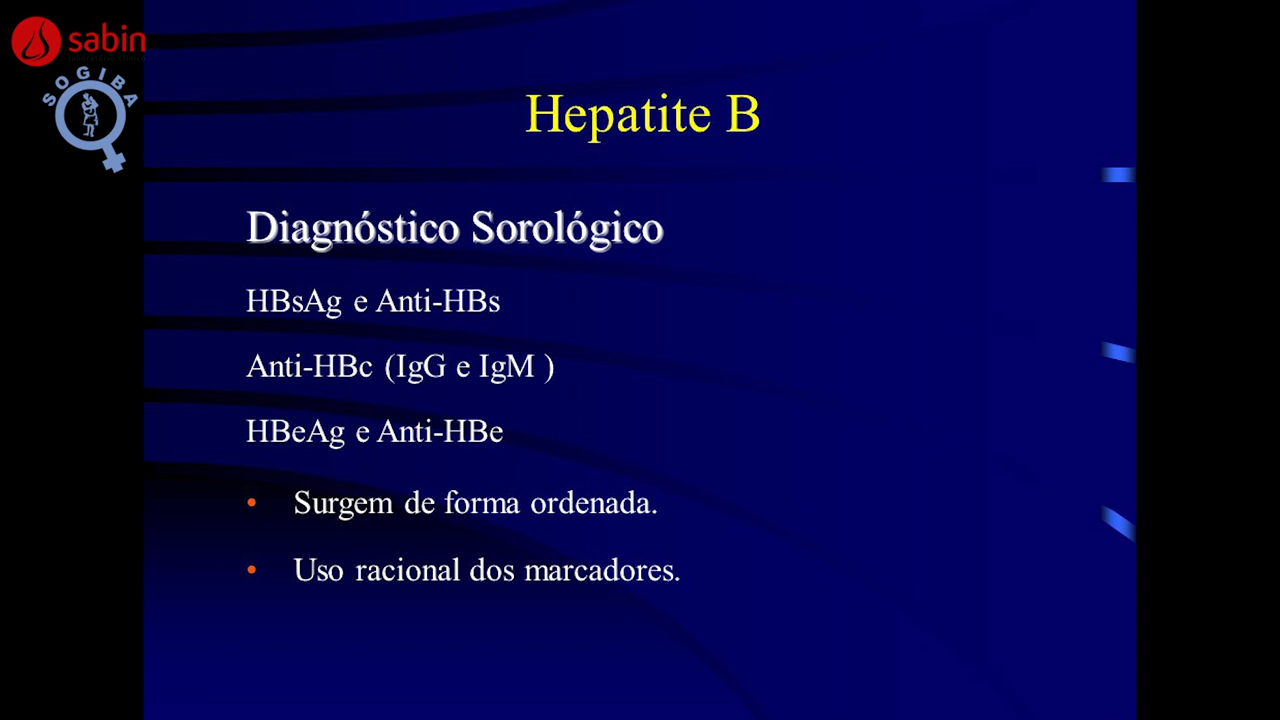 sabin
SOGIBA
Hepatite B
Diagnóstico Sorológico
HBsAg e Anti-HBs
Anti-HBc (IgG e IgM )
HBeAg e Anti-HBe
• Surgem de forma ordenada.
• Uso racional dos marcadores.